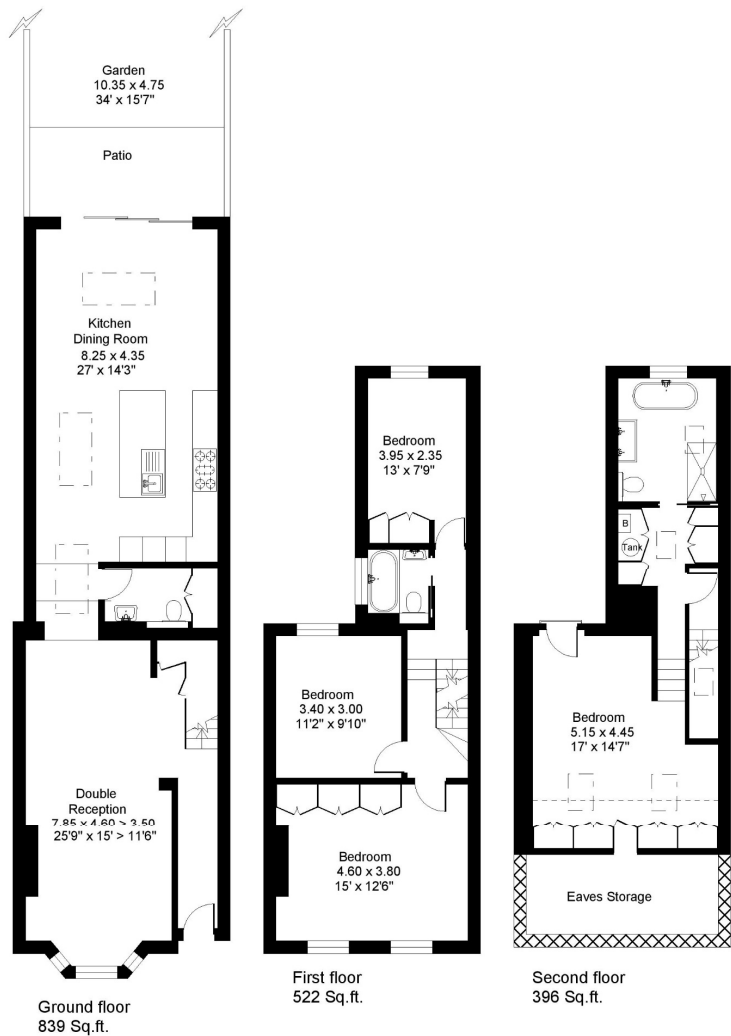 Garden
10.35 x 4.75
34' x 15'7"
Patio
Kitchen
Dining Room
8.25 x 4.35
27' x 14'3"
Double
Reception
7.85 x 4.60 > 3.50
25'9" x 15' > 11'6"
Ground floor
839 Sq.ft.
Bedroom
3.95 x 2.35
13' x 7'9"
Bedroom
3.40 x 3.00
11'2" x 9'10"
Bedroom
4.60 x 3.80
15' x 12'6"
First floor
522 Sq.ft.
B
Tank
Bedroom
5.15 x 4.45
17' x 14'7"
Eaves Storage
Second floor
396 Sq.ft.